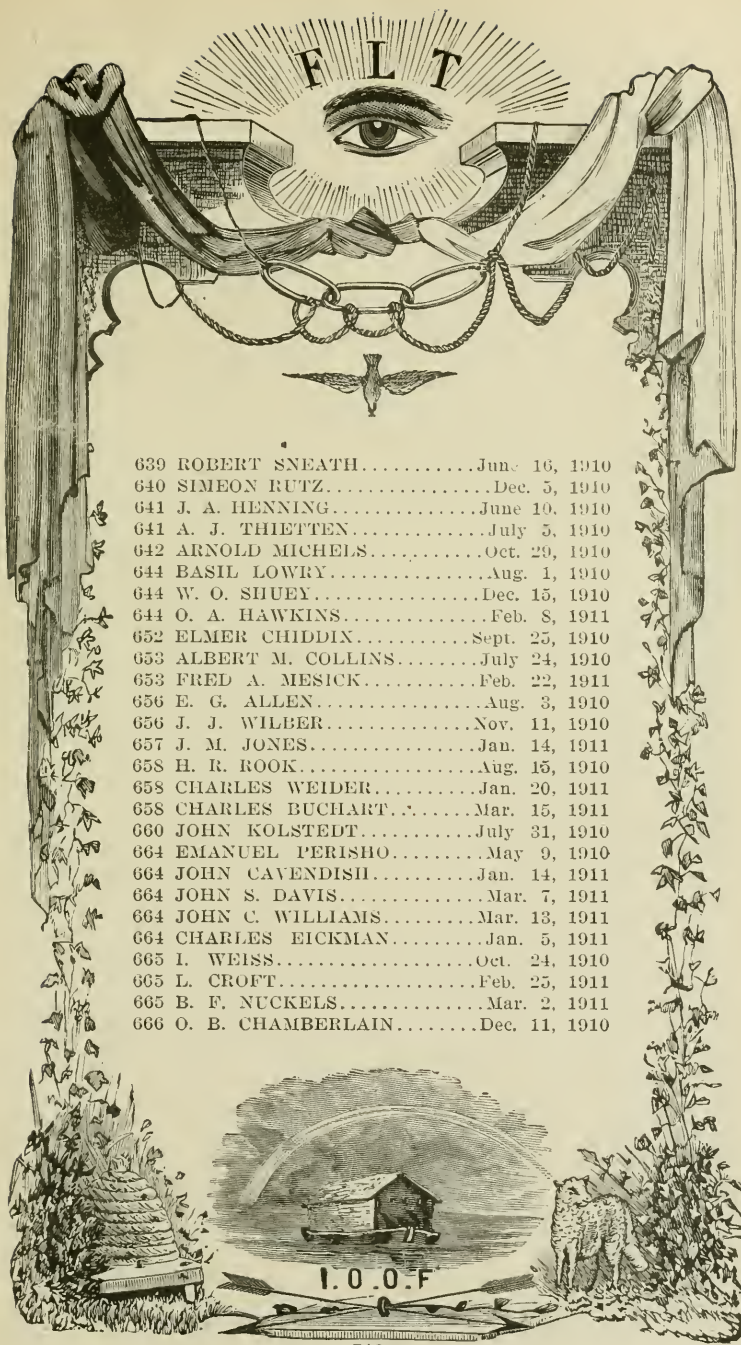 F L T
639 ROBERT SNEATH...........June 16, 1910
640 SIMEON RUTZ...............Dec. 5, 1910
641 J. A. HENNING.............June 10, 1910
641 A. J. THIETTEN............July 5, 1910
642 ARNOLD MICHELS..........Oct. 29, 1910
644 BASIL LOWRY..............Aug. 1, 1910
644 W. O. SHUEY..............Dec. 15, 1910
644 O. A. HAWKINS.............Feb. 8, 1911
652 ELMER CHIDDIX...........Sept. 25, 1910
653 ALBERT M. COLLINS.......July 24, 1910
653 FRED A. MESICK...........Feb. 22, 1911
656 E. G. ALLEN................Aug. 3, 1910
656 J. J. WILBER..............Nov. 11, 1910
657 J. M. JONES................Jan. 14, 1911
658 H. R. ROOK................Aug. 15, 1910
658 CHARLES WEIDER..........Jan. 20, 1911
658 CHARLES BUCHART........Mar. 15, 1911
660 JOHN KOLSTEDT...........July 31, 1910
664 EMANUEL PERISHO.........May 9, 1910
664 JOHN CAVENDISH..........Jan. 14, 1911
664 JOHN S. DAVIS.............Mar. 7, 1911
664 JOHN C. WILLIAMS........Mar. 13, 1911
664 CHARLES EICKMAN.........Jan. 5, 1911
665 I. WEISS...................Oct. 24, 1910
665 L. CROFT...................Feb. 25, 1911
665 B. F. NUCKELS.............Mar. 2, 1911
666 O. B. CHAMBERLAIN.......Dec. 11, 1910
I.O.O.F